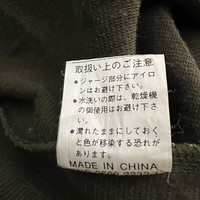 取扱い上のご注意
●ジャージ部分にアイロ
ンはお避け下さい。
●水洗いの際は、乾燥機
の御使用はお避け下さ
い。
●濡れたままにしておく
と色が移染する恐れが
あります。
MADE IN CHINA